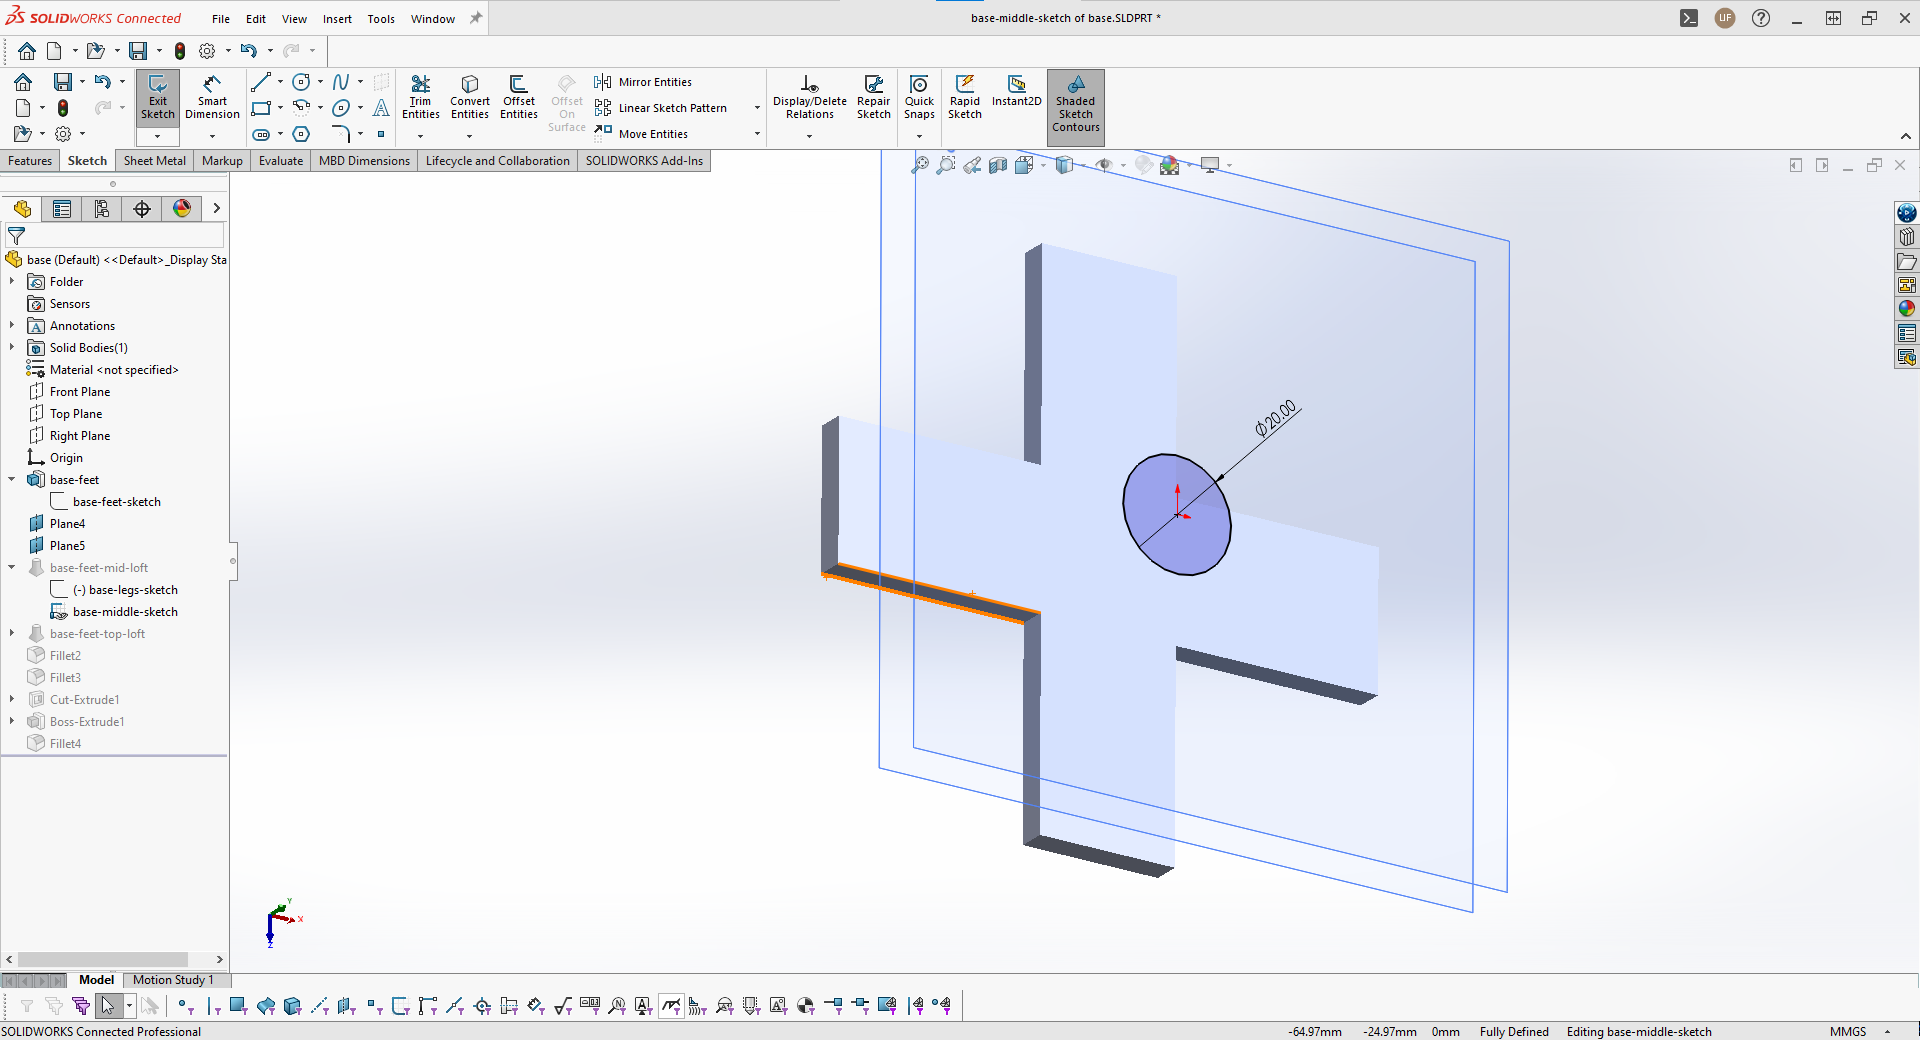 SOLIDWORKS Connected
File Edit View Insert Tools Window
base-middle-sketch of base.SLDPRT *
UF
Exit Sketch
Smart Dimension
Trim Entities
Convert Entities
Offset Entities
Offset On Surface
Mirror Entities
Linear Sketch Pattern
Move Entities
Display/Delete Relations
Repair Sketch
Quick Snaps
Rapid Sketch
Instant2D
Shaded Sketch Contours
Features Sketch Sheet Metal Markup Evaluate MBD Dimensions Lifecycle and Collaboration SOLIDWORKS Add-Ins
base (Default) <<Default>_Display Sta
Folder
Sensors
Annotations
Solid Bodies(1)
Material <not specified>
Front Plane
Top Plane
Right Plane
Origin
base-feet
base-feet-sketch
Plane4
Plane5
base-feet-mid-loft
(-) base-legs-sketch
base-middle-sketch
base-feet-top-loft
Fillet2
Fillet3
Cut-Extrude1
Boss-Extrude1
Fillet4
∅20.00
Y
X
Z
Model Motion Study 1
SOLIDWORKS Connected Professional
-64.97mm -24.97mm 0mm Fully Defined Editing base-middle-sketch MMGS